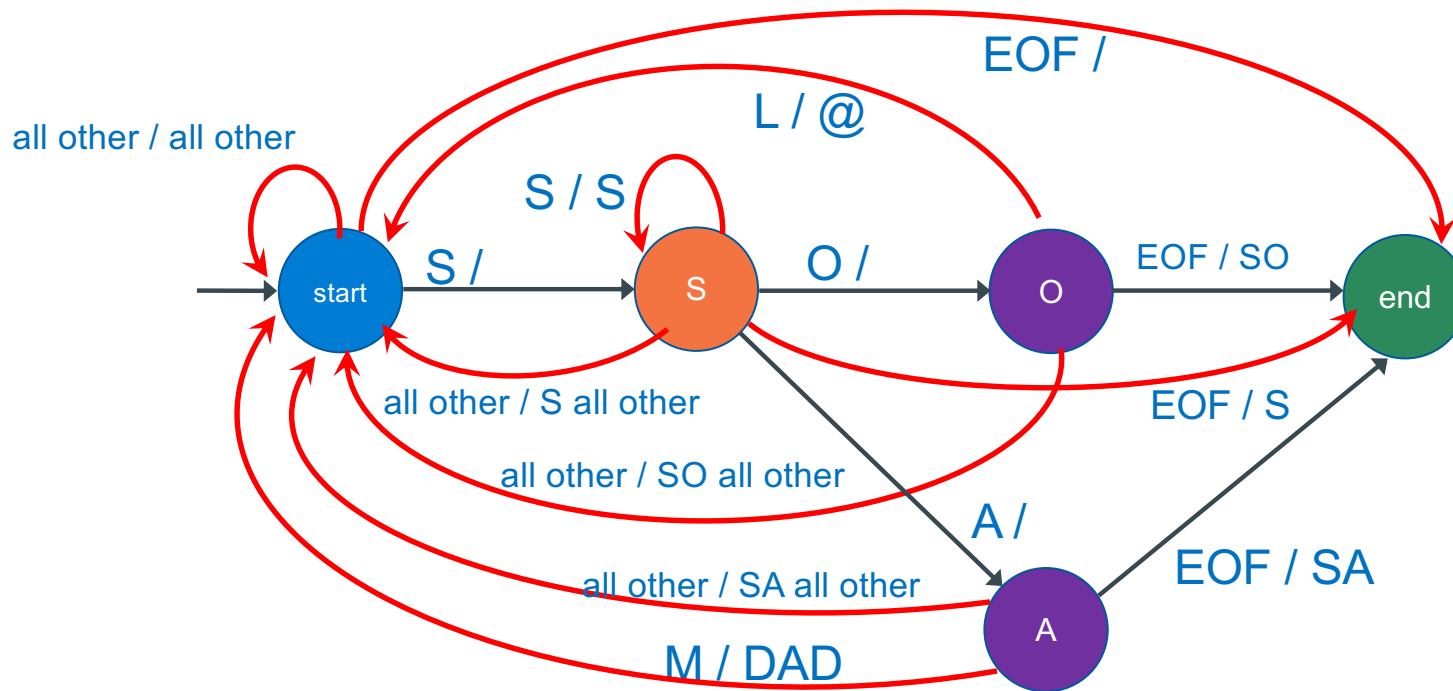 EOF /
L / @
all other / all other
S / S
S /
O /
EOF / SO
start
S
O
end
all other / S all other
EOF / S
all other / SO all other
A /
EOF / SA
all other / SA all other
A
M / DAD